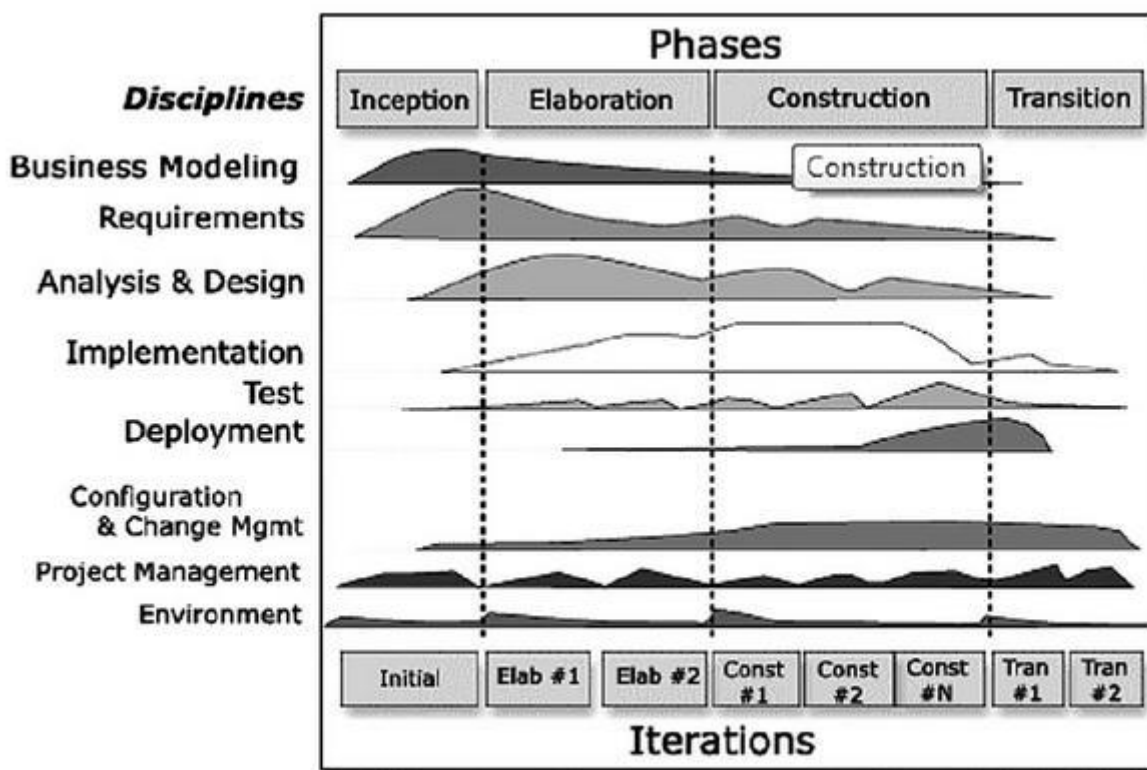 Phases
Disciplines
Inception
Elaboration
Construction
Transition
Business Modeling
Construction
Requirements
Analysis & Design
Implementation
Test
Deployment
Configuration
& Change Mgmt
Project Management
Environment
Initial
Elab #1
Elab #2
Const
#1
Const
#2
Const
#N
Tran
#1
Tran
#2
Iterations